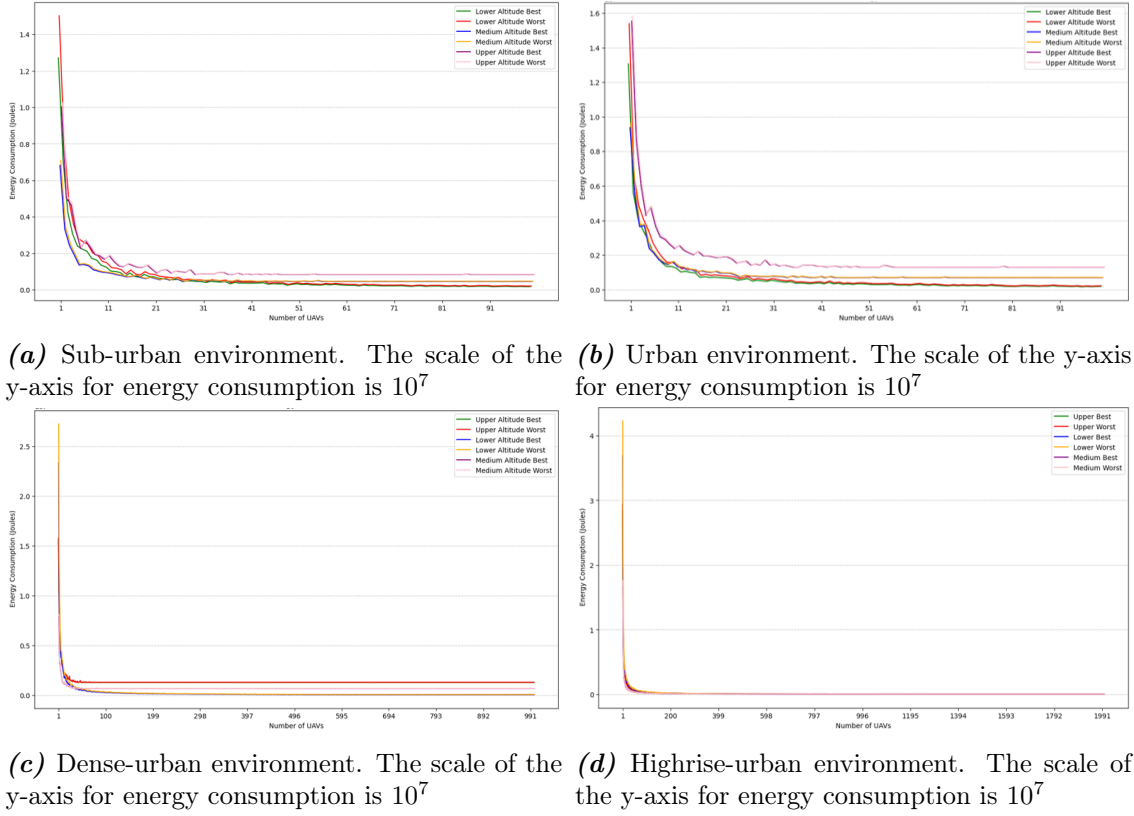 Lower Altitude Best
Lower Altitude Worst
Medium Altitude Best
Medium Altitude Worst
Upper Altitude Best
Upper Altitude Worst
Energy Consumption (Joules)
1.4
1.2
1.0
0.8
0.6
0.4
0.2
0.0
1 11 21 31 41 51 61 71 81 91
Number of UAVs
(a) Sub-urban environment. The scale of the
y-axis for energy consumption is 10⁷
Lower Altitude Best
Lower Altitude Worst
Medium Altitude Best
Medium Altitude Worst
Upper Altitude Best
Upper Altitude Worst
Energy Consumption (Joules)
1.6
1.4
1.2
1.0
0.8
0.6
0.4
0.2
0.0
1 11 21 31 41 51 61 71 81 91
Number of UAVs
(b) Urban environment. The scale of the y-axis
for energy consumption is 10⁷
Upper Altitude Best
Upper Altitude Worst
Lower Altitude Best
Lower Altitude Worst
Medium Altitude Best
Medium Altitude Worst
Energy Consumption (Joules)
2.5
2.0
1.5
1.0
0.5
0.0
1 100 199 298 397 496 595 694 793 892 991
Number of UAVs
(c) Dense-urban environment. The scale of the
y-axis for energy consumption is 10⁷
Upper Best
Upper Worst
Lower Best
Lower Worst
Medium Best
Medium Worst
Energy Consumption (Joules)
4
3
2
1
0
1 200 399 598 797 996 1195 1394 1593 1792 1991
Number of UAVs
(d) Highrise-urban environment. The scale of
the y-axis for energy consumption is 10⁷